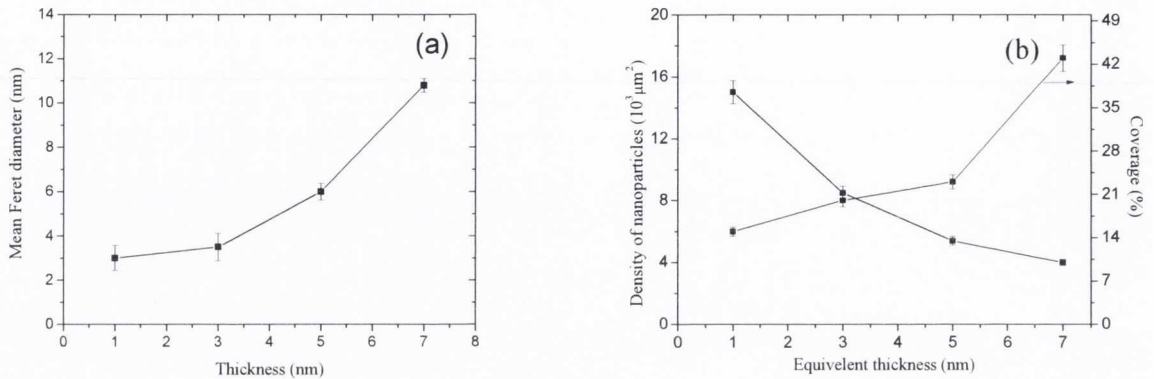 (a)
Mean Feret diameter (nm)
14
12
10
8
6
4
2
0
0 1 2 3 4 5 6 7 8
Thickness (nm)
(b)
Density of nanoparticles (10³μm²)
20
16
12
8
4
0
49
42
35
28
21
14
7
0
Coverage (%)
0 1 2 3 4 5 6 7
Equivelent thickness (nm)